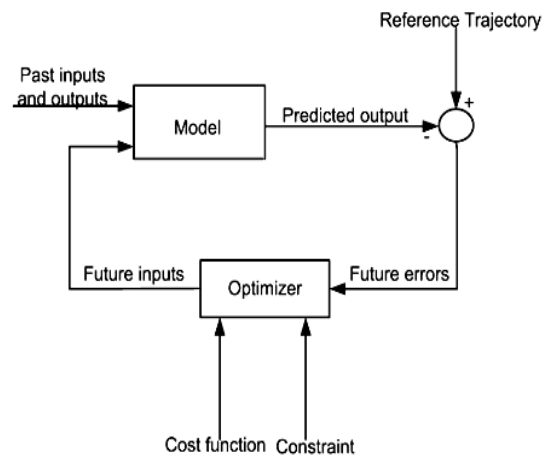 Reference Trajectory
Past inputs
and outputs
+
Predicted output
Model
-
Future inputs
Optimizer
Future errors
Cost function
Constraint